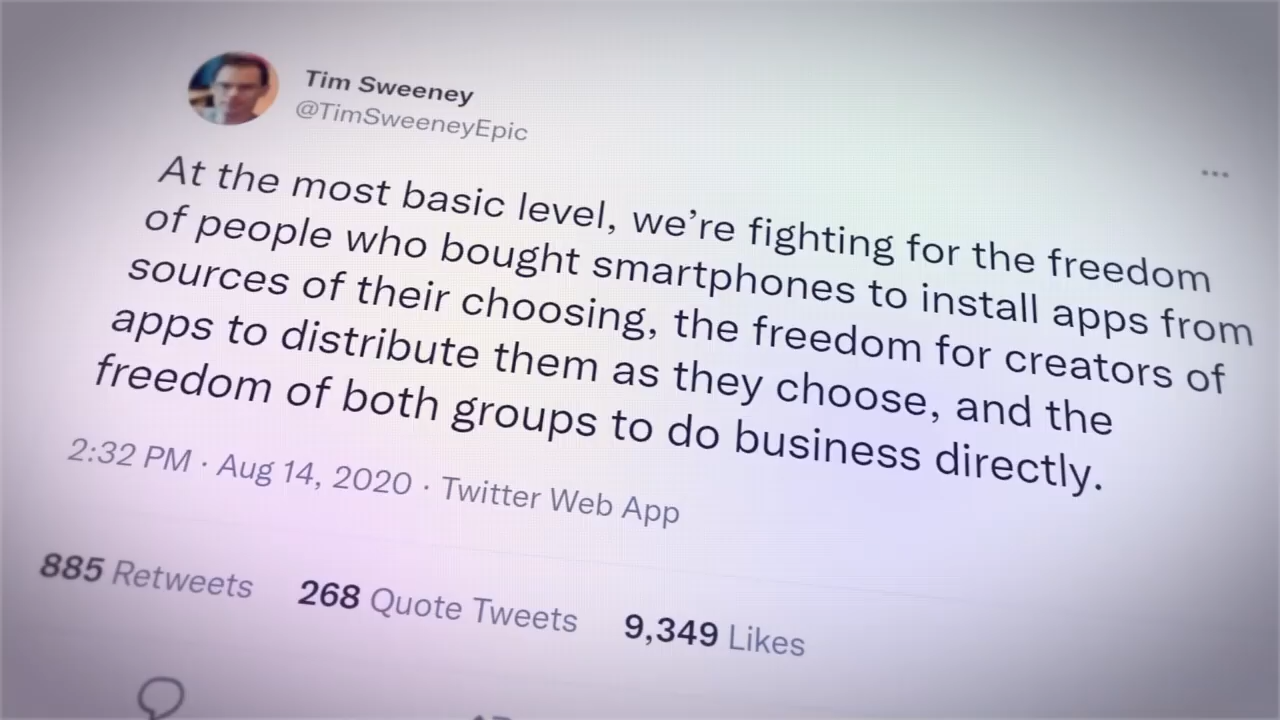 Tim Sweeney
@TimSweeneyEpic
At the most basic level, we’re fighting for the freedom
of people who bought smartphones to install apps from
sources of their choosing, the freedom for creators of
apps to distribute them as they choose, and the
freedom of both groups to do business directly.
2:32 PM · Aug 14, 2020 · Twitter Web App
885 Retweets 268 Quote Tweets 9,349 Likes